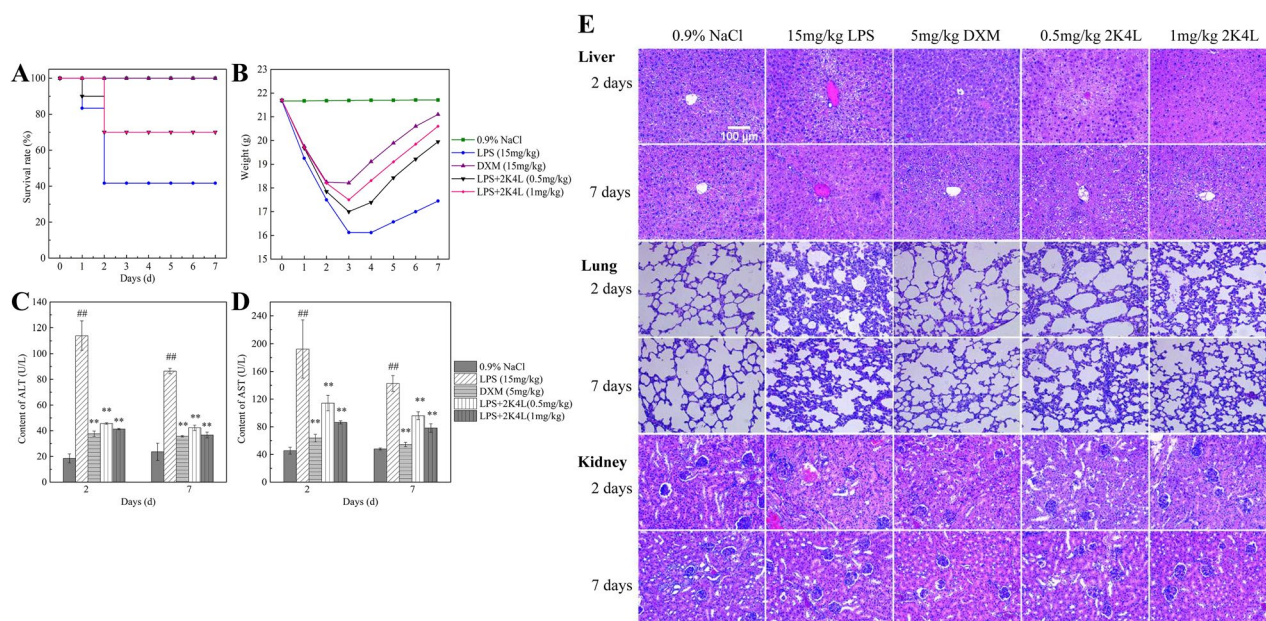 A
Survival rate (%)
100
80
60
40
20
0
0 1 2 3 4 5 6 7
Days (d)
B
Weight (g)
23
22
21
20
19
18
17
16
15
0 1 2 3 4 5 6 7
Days (d)
0.9% NaCl
LPS (15mg/kg)
DXM (15mg/kg)
LPS+2K4L (0.5mg/kg)
LPS+2K4L (1mg/kg)
C
Content of ALT (U/L)
140
120
100
80
60
40
20
0
##
**
**
**
##
**
**
**
2 7
Days (d)
D
Content of AST (U/L)
240
200
160
120
80
40
0
##
**
**
**
##
**
**
**
2 7
Days (d)
0.9% NaCl
LPS (15mg/kg)
DXM (5mg/kg)
LPS+2K4L(0.5mg/kg)
LPS+2K4L(1mg/kg)
E
0.9% NaCl 15mg/kg LPS 5mg/kg DXM 0.5mg/kg 2K4L 1mg/kg 2K4L
Liver
2 days
100 μm
7 days
Lung
2 days
7 days
Kidney
2 days
7 days